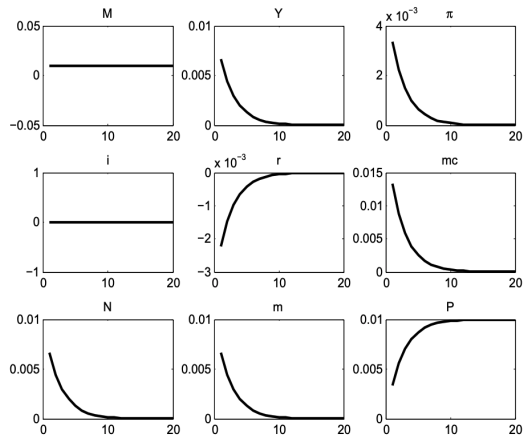 M Y π
0.05 0.01 4 x 10⁻³
0 0.005 2
−0.05 0 0
0 10 20 0 10 20 0 10 20
i r mc
1 0 x 10⁻³ 0.015
0 −1 0.01
−2 0.005
−1 −3 0
0 10 20 0 10 20 0 10 20
N m P
0.01 0.01 0.01
0.005 0.005 0.005
0 0 0
0 10 20 0 10 20 0 10 20